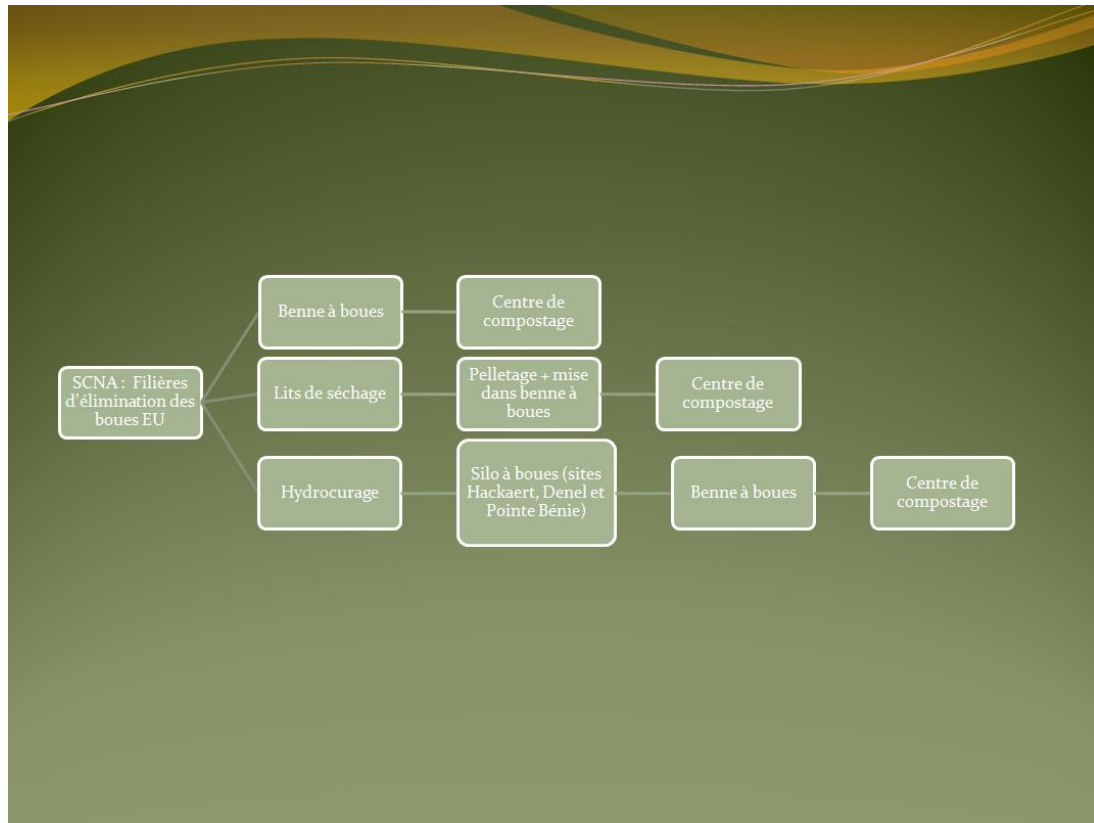 Benne à boues
Centre de
compostage
SCNA :  Filières
d'élimination des
boues EU
Lits de séchage
Pelletage + mise
dans benne à
boues
Centre de
compostage
Hydrocurage
Silo à boues (sites
Hackaert, Denel et
Pointe Bénie)
Benne à boues
Centre de
compostage